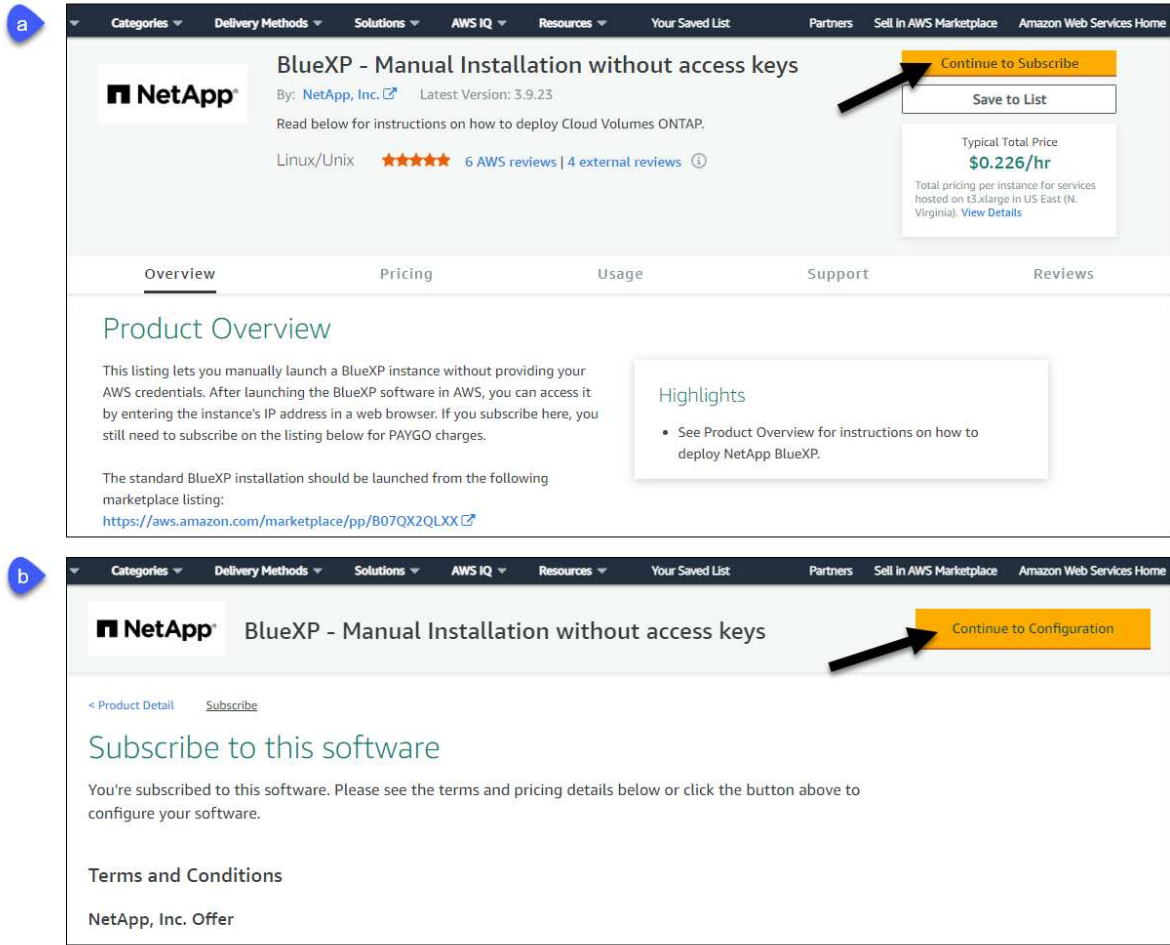 a
Categories Delivery Methods Solutions AWS IQ Resources Your Saved List Partners Sell in AWS Marketplace Amazon Web Services Home
NetApp®
BlueXP - Manual Installation without access keys
By: NetApp, Inc. Latest Version: 3.9.23
Read below for instructions on how to deploy Cloud Volumes ONTAP.
Linux/Unix 6 AWS reviews | 4 external reviews
Continue to Subscribe
Save to List
Typical Total Price
$0.226/hr
Total pricing per instance for services
hosted on t3.xlarge in US East (N.
Virginia). View Details
Overview Pricing Usage Support Reviews
Product Overview
This listing lets you manually launch a BlueXP instance without providing your
AWS credentials. After launching the BlueXP software in AWS, you can access it
by entering the instance's IP address in a web browser. If you subscribe here, you
still need to subscribe on the listing below for PAYGO charges.
The standard BlueXP installation should be launched from the following
marketplace listing:
https://aws.amazon.com/marketplace/pp/B07QX2QLXX
Highlights
• See Product Overview for instructions on how to
deploy NetApp BlueXP.
b
Categories Delivery Methods Solutions AWS IQ Resources Your Saved List Partners Sell in AWS Marketplace Amazon Web Services Home
NetApp®
BlueXP - Manual Installation without access keys
Continue to Configuration
< Product Detail Subscribe
Subscribe to this software
You're subscribed to this software. Please see the terms and pricing details below or click the button above to
configure your software.
Terms and Conditions
NetApp, Inc. Offer